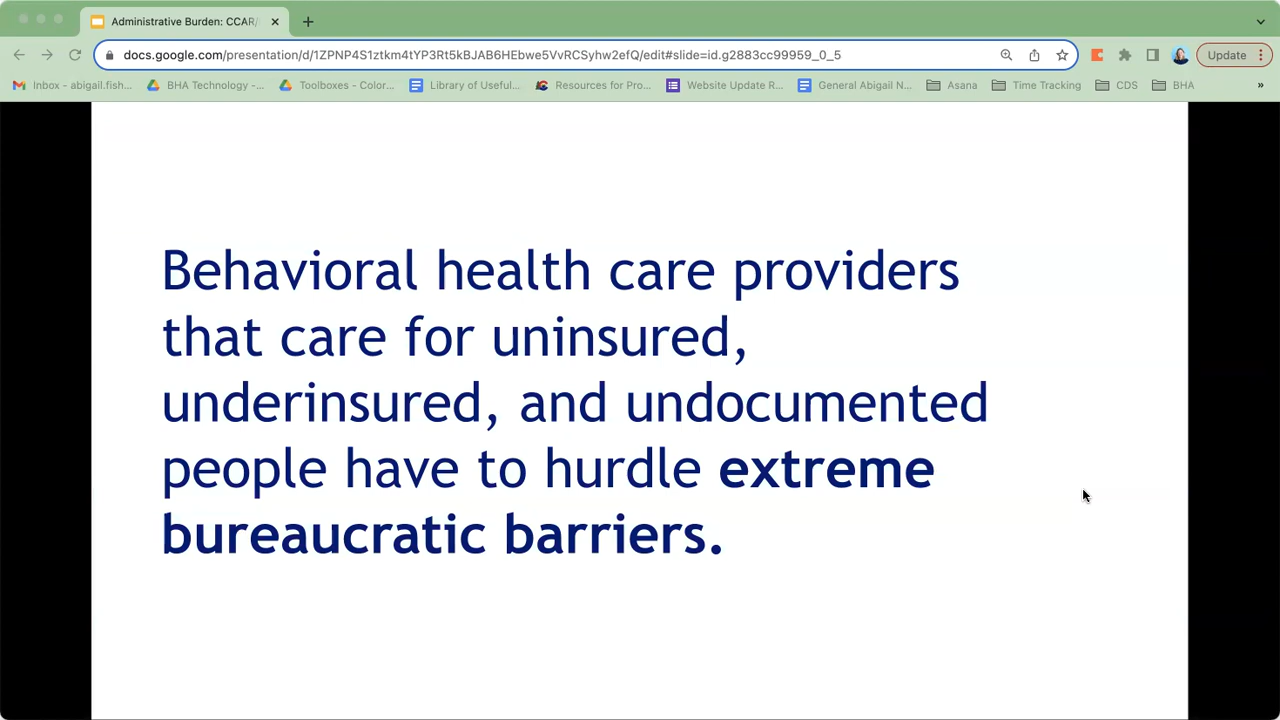 Administrative Burden: CCAR/
docs.google.com/presentation/d/1ZPNP4S1ztkm4tYP3Rt5kBJAB6HEbwe5VvRCSyhw2efQ/edit#slide=id.g2883cc99959_0_5
Update
Inbox - abigail.fish... BHA Technology -... Toolboxes - Color... Library of Useful... Resources for Pro... Website Update R... General Abigail N... Asana Time Tracking CDS BHA »
Behavioral health care providers
that care for uninsured,
underinsured, and undocumented
people have to hurdle extreme
bureaucratic barriers.